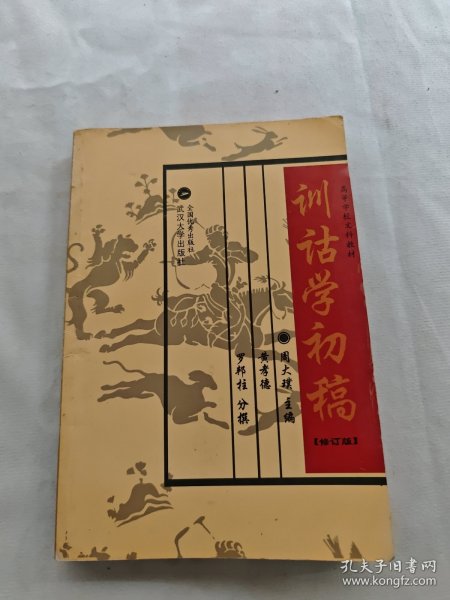 高等学校文科教材
训诂学初稿
【修订版】
周大璞 主编
黄孝德
罗邦柱 分撰
全国优秀出版社
武汉大学出版社
孔夫子旧书网
www.kongfz.com